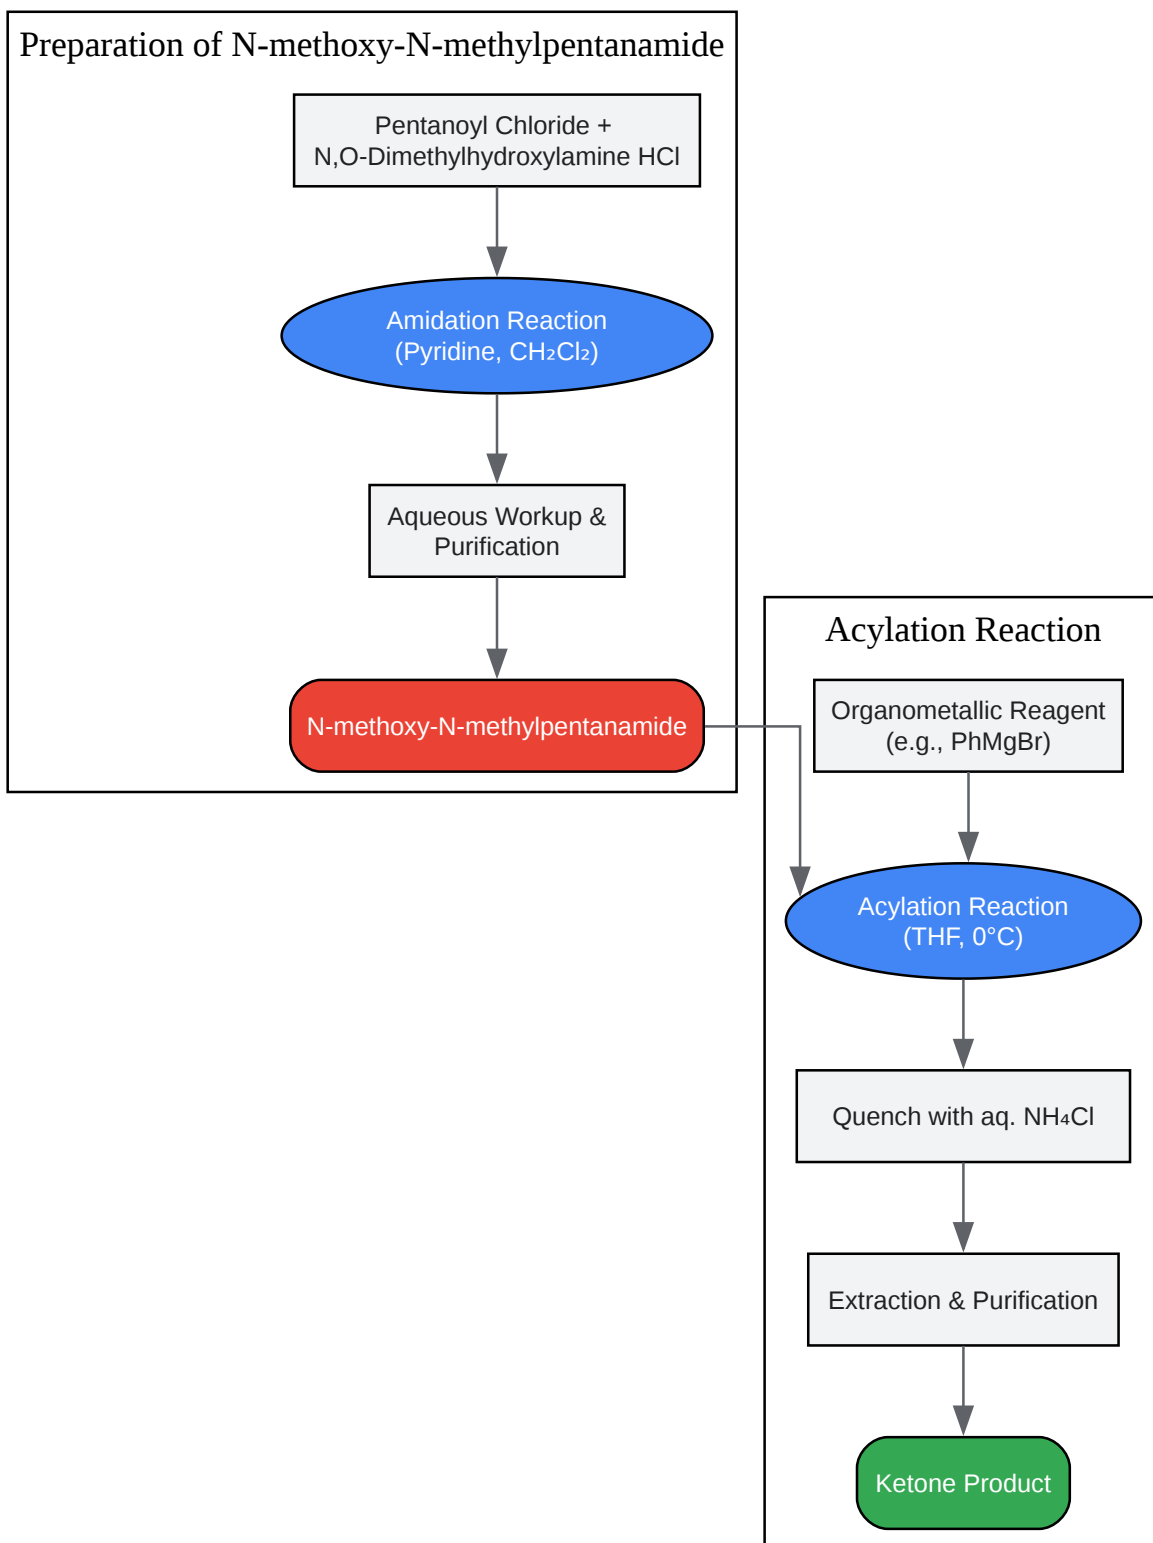 Preparation of N-methoxy-N-methylpentanamide
Pentanoyl Chloride +
N,O-Dimethylhydroxylamine HCl
Amidation Reaction
(Pyridine, CH₂Cl₂)
Aqueous Workup &
Purification
N-methoxy-N-methylpentanamide
Acylation Reaction
Organometallic Reagent
(e.g., PhMgBr)
Acylation Reaction
(THF, 0°C)
Quench with aq. NH₄Cl
Extraction & Purification
Ketone Product